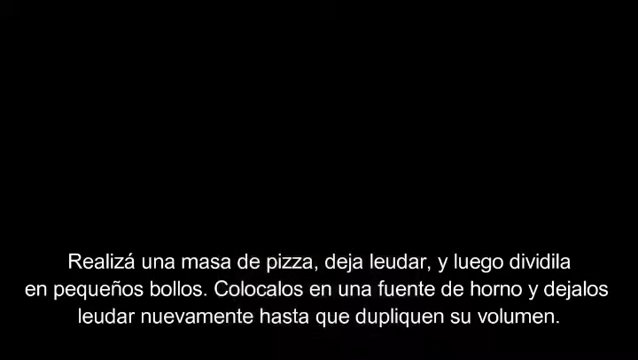 Realizá una masa de pizza, deja leudar, y luego dividila
en pequeños bollos. Colocalos en una fuente de horno y dejalos
leudar nuevamente hasta que dupliquen su volumen.